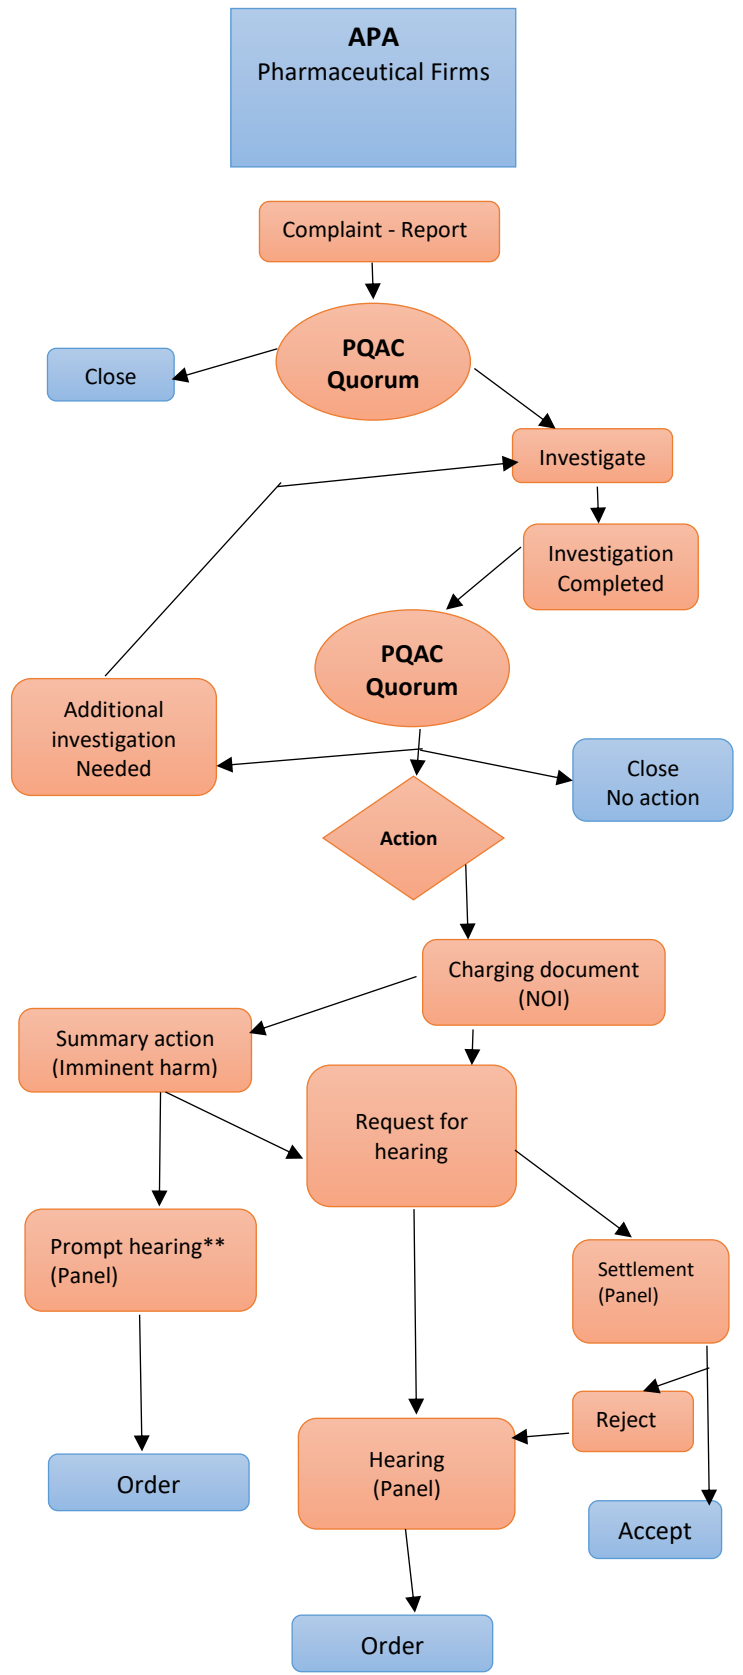 APA
Pharmaceutical Firms
Complaint - Report
PQAC
Quorum
Close
Investigate
Investigation
Completed
PQAC
Quorum
Additional
investigation
Needed
Close
No action
Action
Charging document
(NOI)
Summary action
(Imminent harm)
Request for
hearing
Prompt hearing**
(Panel)
Settlement
(Panel)
Reject
Hearing
(Panel)
Order
Accept
Order